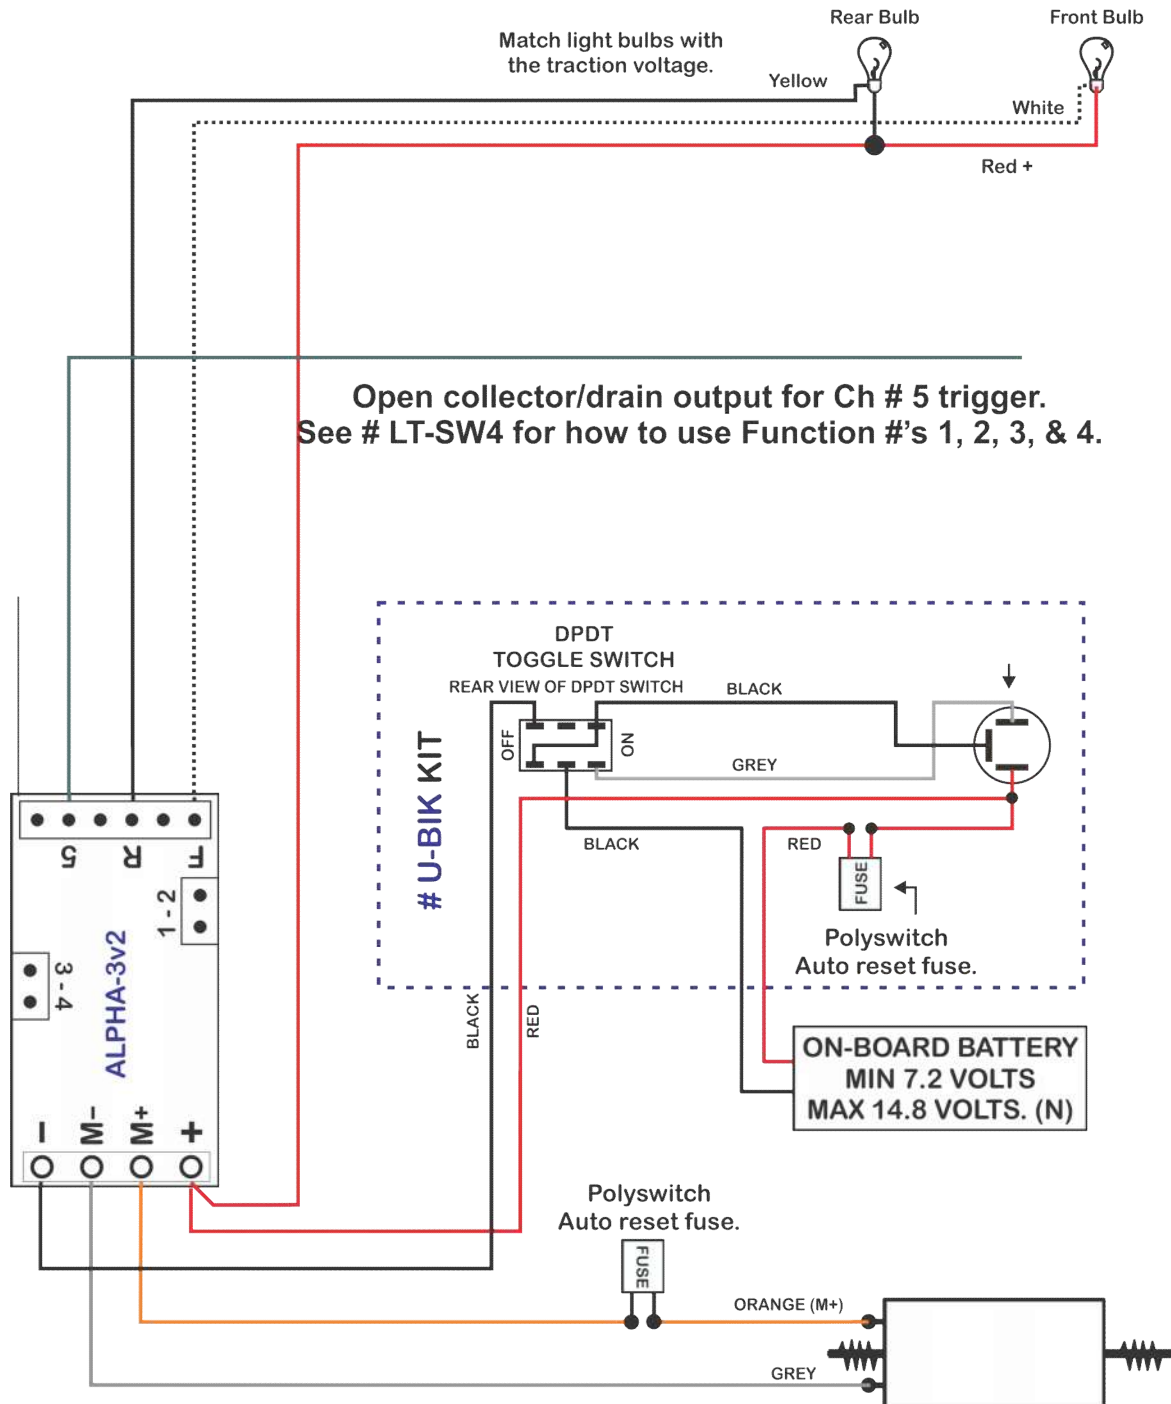 Rear Bulb
Front Bulb
Match light bulbs with
the traction voltage.
Yellow
White
Red +
Open collector/drain output for Ch # 5 trigger.
See # LT-SW4 for how to use Function #'s 1, 2, 3, & 4.
DPDT
TOGGLE SWITCH
REAR VIEW OF DPDT SWITCH
BLACK
OFF
ON
GREY
# U-BIK KIT
BLACK
RED
FUSE
Polyswitch
Auto reset fuse.
5
R
F
1 - 2
3 - 4
ALPHA-3v2
BLACK
RED
ON-BOARD BATTERY
MIN 7.2 VOLTS
MAX 14.8 VOLTS. (N)
–
M-
M+
+
Polyswitch
Auto reset fuse.
FUSE
ORANGE (M+)
GREY